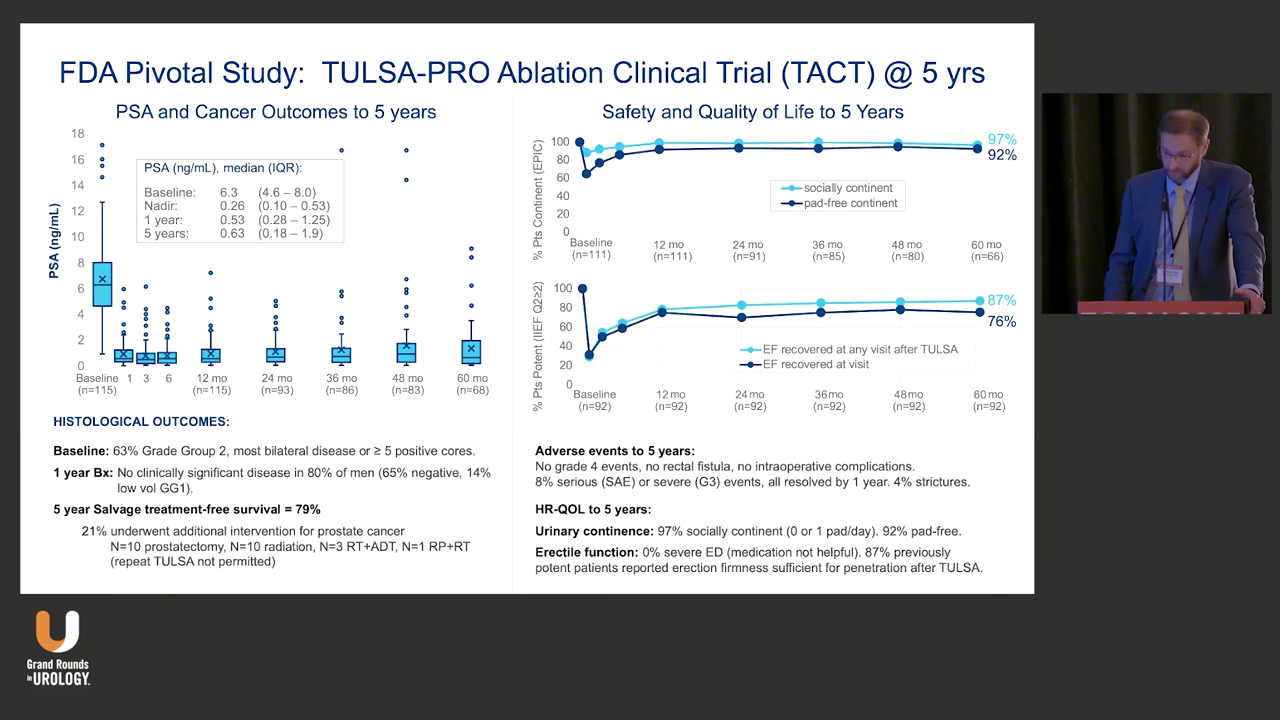 FDA Pivotal Study: TULSA-PRO Ablation Clinical Trial (TACT) @ 5 yrs
PSA and Cancer Outcomes to 5 years
PSA (ng/mL)
18
16
14
12
10
8
6
4
2
0
PSA (ng/mL), median (IQR):
Baseline: 6.3 (4.6 – 8.0)
Nadir: 0.26 (0.10 – 0.53)
1 year: 0.53 (0.28 – 1.25)
5 years: 0.63 (0.18 – 1.9)
Baseline 1 3 6 12 mo 24 mo 36 mo 48 mo 60 mo
(n=115) (n=115) (n=93) (n=86) (n=83) (n=68)
HISTOLOGICAL OUTCOMES:
Baseline: 63% Grade Group 2, most bilateral disease or ≥ 5 positive cores.
1 year Bx: No clinically significant disease in 80% of men (65% negative, 14%
low vol GG1).
5 year Salvage treatment-free survival = 79%
21% underwent additional intervention for prostate cancer
N=10 prostatectomy, N=10 radiation, N=3 RT+ADT, N=1 RP+RT
(repeat TULSA not permitted)
Safety and Quality of Life to 5 Years
% Pts Continent (EPIC)
100
80
60
40
20
0
97%
92%
socially continent
pad-free continent
Baseline 12 mo 24 mo 36 mo 48 mo 60 mo
(n=111) (n=111) (n=91) (n=85) (n=80) (n=66)
% Pts Potent (IIEF Q2≥2)
100
80
60
40
20
0
87%
76%
EF recovered at any visit after TULSA
EF recovered at visit
Baseline 12 mo 24 mo 36 mo 48 mo 60 mo
(n=92) (n=92) (n=92) (n=92) (n=92) (n=92)
Adverse events to 5 years:
No grade 4 events, no rectal fistula, no intraoperative complications.
8% serious (SAE) or severe (G3) events, all resolved by 1 year. 4% strictures.
HR-QOL to 5 years:
Urinary continence: 97% socially continent (0 or 1 pad/day). 92% pad-free.
Erectile function: 0% severe ED (medication not helpful). 87% previously
potent patients reported erection firmness sufficient for penetration after TULSA.
Grand Rounds
in UROLOGY.